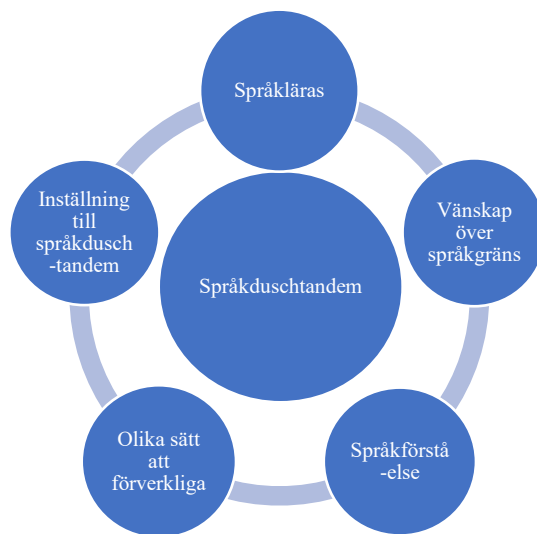 Språkläras
Vänskap
över
språkgräns
Språkförstå
-else
Olika sätt
att
förverkliga
Inställning
till
språkdusch
-tandem
Språkduschtandem